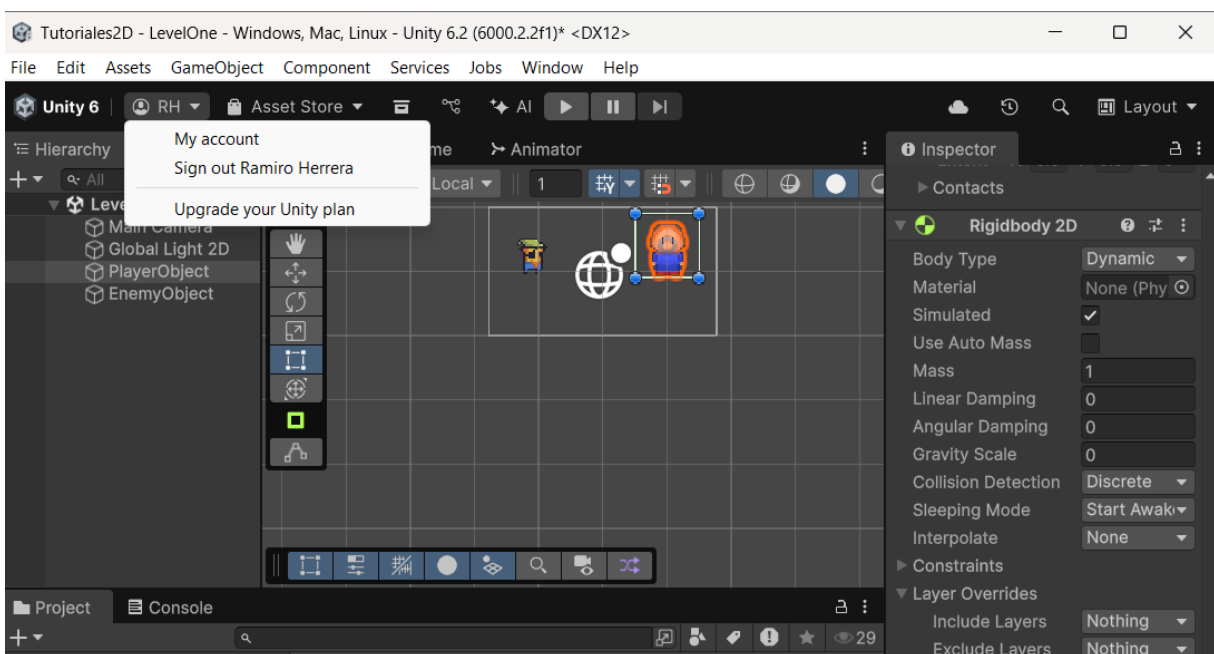 Tutoriales2D - LevelOne - Windows, Mac, Linux - Unity 6.2 (6000.2.2f1)* <DX12>
File Edit Assets GameObject Component Services Jobs Window Help
Unity 6 RH Asset Store AI Layout
My account
Sign out Ramiro Herrera
Upgrade your Unity plan
Hierarchy
All
Main Camera
Global Light 2D
PlayerObject
EnemyObject
Animator
Local 1
Inspector
Contacts
Rigidbody 2D
Body Type Dynamic
Material None (Phy
Simulated
Use Auto Mass
Mass 1
Linear Damping 0
Angular Damping 0
Gravity Scale 0
Collision Detection Discrete
Sleeping Mode Start Awak
Interpolate None
Constraints
Layer Overrides
Include Layers Nothing
Exclude Layers Nothing
Project Console
29